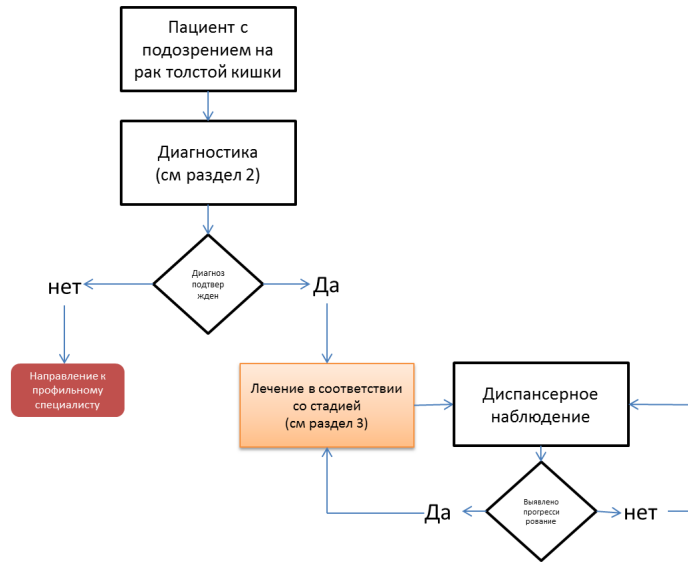 Пациент с
подозрением на
рак толстой кишки
Диагностика
(см раздел 2)
Диагноз
подтвер
жден
нет
Да
Направление к
профильному
специалисту
Лечение в соответствии
со стадией
(см раздел 3)
Диспансерное
наблюдение
Выявлено
прогресси
рование
Да
нет